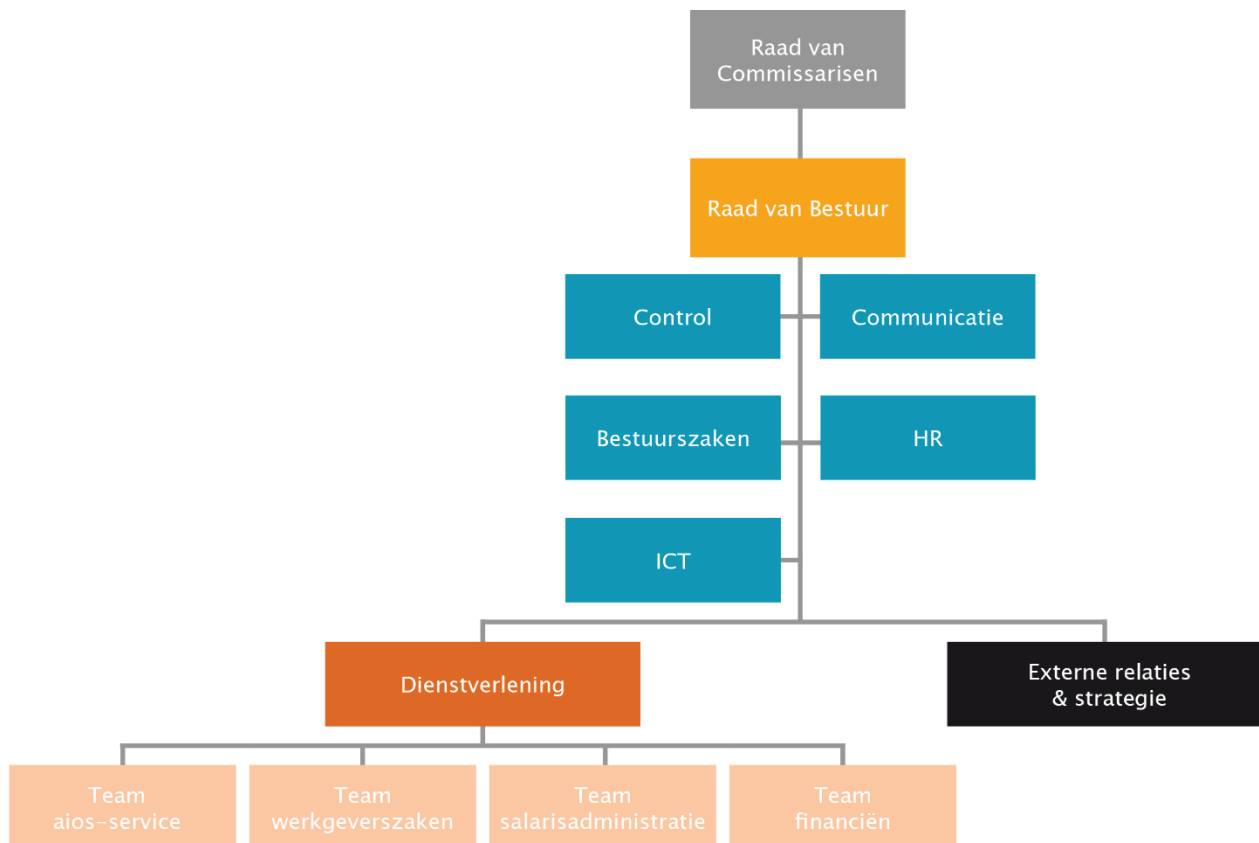 Raad van
Commissarisen
Raad van Bestuur
Control
Communicatie
Bestuurszaken
HR
ICT
Dienstverlening
Externe relaties
& strategie
Team
aios-service
Team
werkgeverszaken
Team
salarisadministratie
Team
financiën